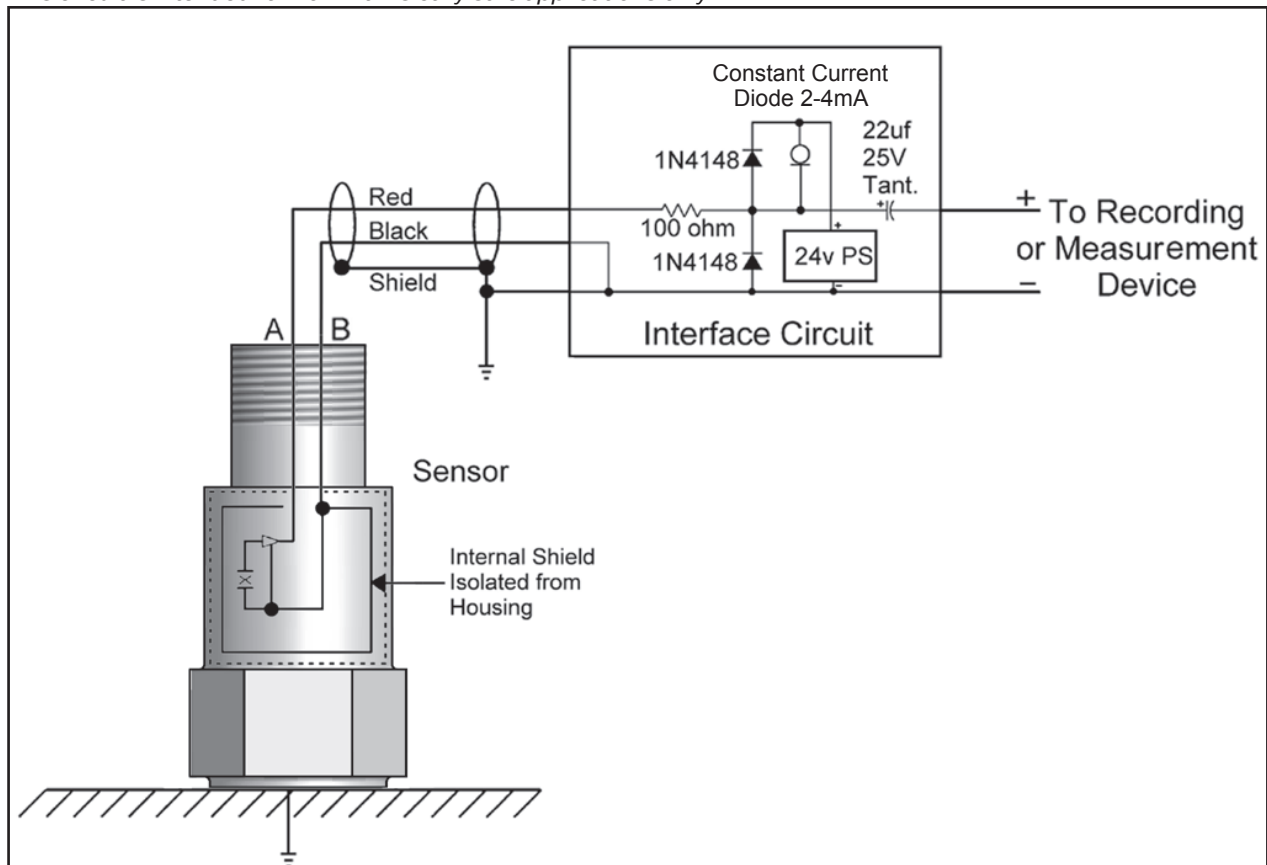 Constant Current
Diode 2-4mA
22uf
25V
Tant.
+
1N4148
Red
100 ohm
Black
1N4148
+
24v PS
-
Shield
+
−
To Recording
or Measurement
Device
Interface Circuit
A B
Sensor
Internal Shield
Isolated from
Housing